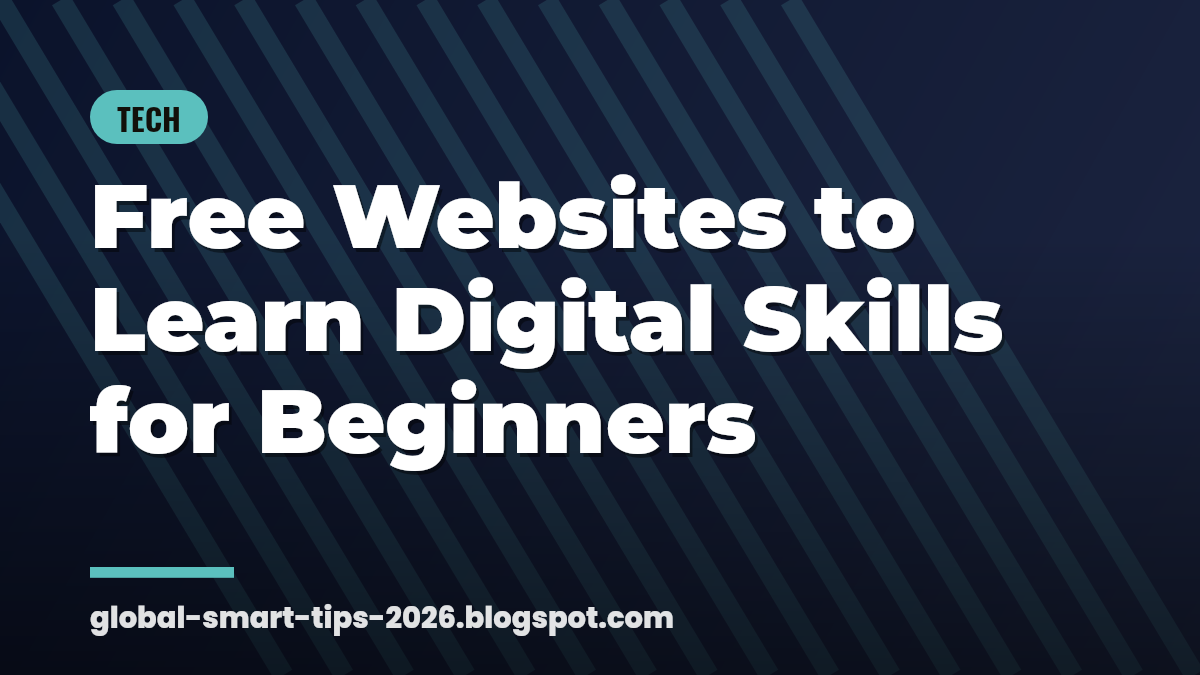 TECH
Free Websites to
Learn Digital Skills
for Beginners
global-smart-tips-2026.blogspot.com